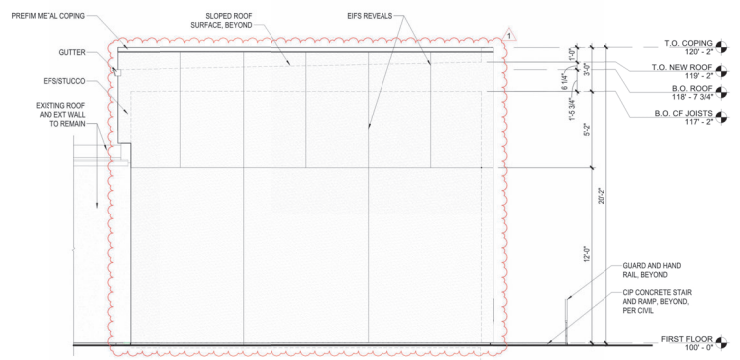 PREFIM ME'AL COPING
SLOPED ROOF
SURFACE, BEYOND
EIFS REVEALS
1
T.O. COPING
120' - 2"
GUTTER
1'-0"
3'-0"
T.O. NEW ROOF
119' - 2"
6 1/4"
B.O. ROOF
118' - 7 3/4"
EFS/STUCCO
1'-5 3/4"
B.O. CF JOISTS
117' - 2"
EXISTING ROOF
AND EXT WALL
TO REMAIN
5'-2"
20'-2"
12'-0"
GUARD AND HAND
RAIL, BEYOND
CIP CONCRETE STAIR
AND RAMP, BEYOND,
PER CIVIL
FIRST FLOOR
100' - 0"